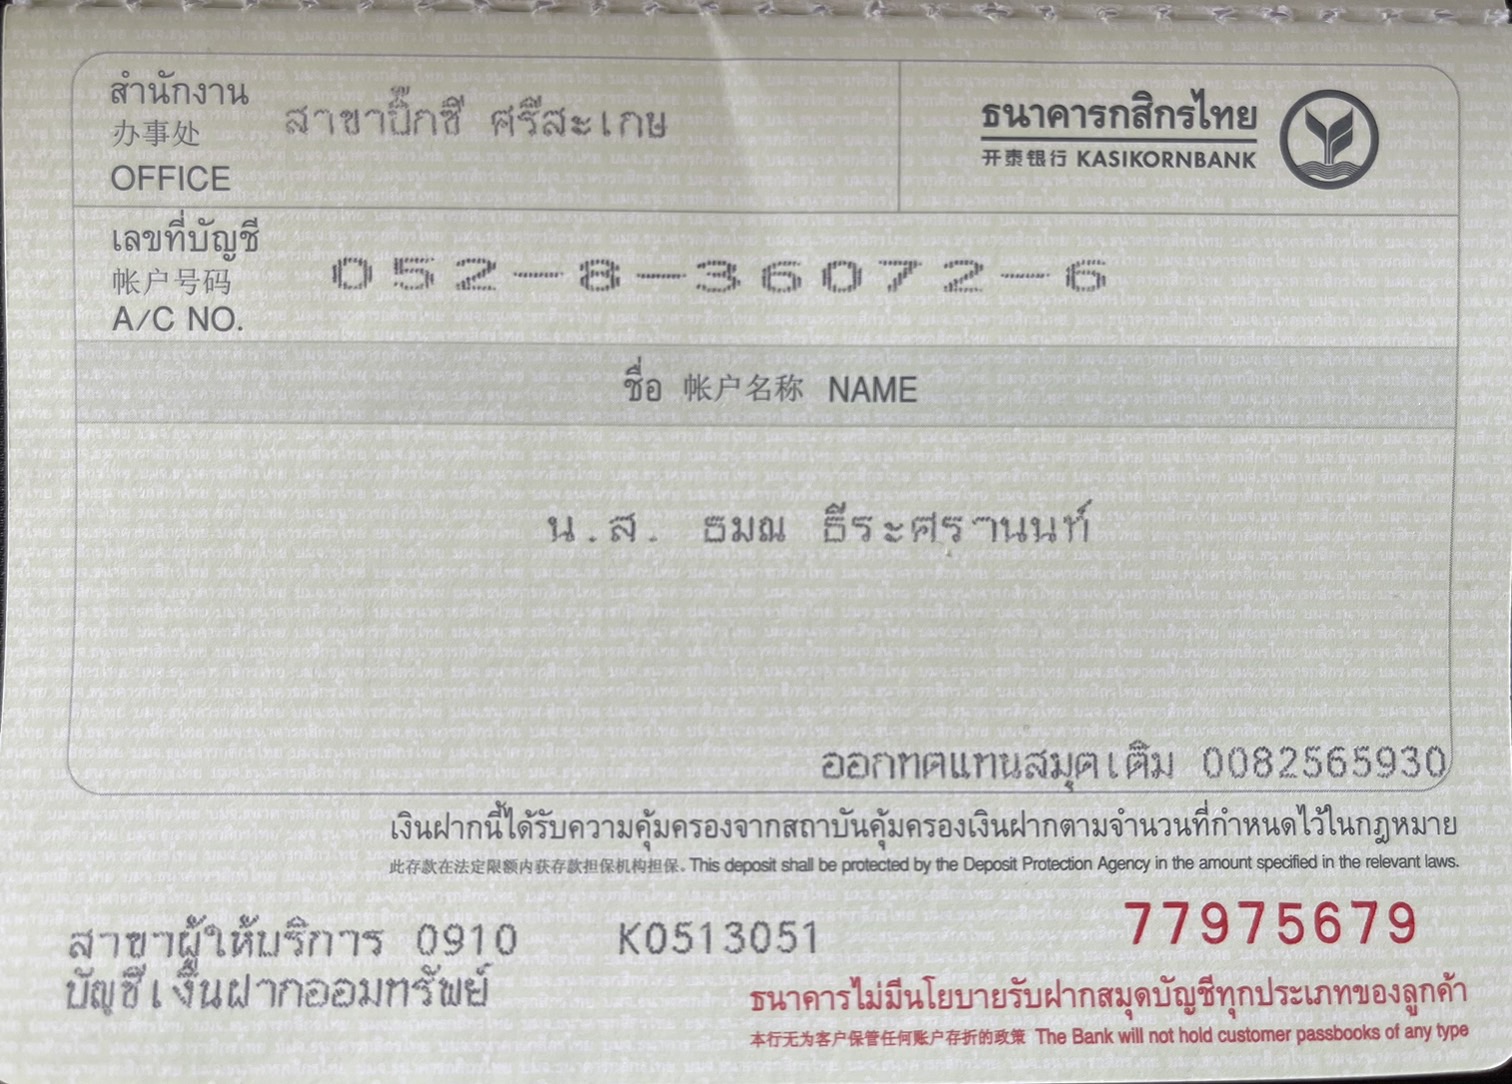 สำนักงาน
办事处
OFFICE
สาขาบิ๊กซี ศรีสะเกษ
ธนาคารกสิกรไทย
开泰银行 KASIKORNBANK
เลขที่บัญชี
帐户号码
A/C NO.
052-8-36072-6
ชื่อ 帐户名称 NAME
น.ส. ธมณ ธีระศรานนท์
ออกทดแทนสมุดเดิม 0082565930
เงินฝากนี้ได้รับความคุ้มครองจากสถาบันคุ้มครองเงินฝากตามจำนวนที่กำหนดไว้ในกฎหมาย
此存款在法定限额内获存款担保机构担保. This deposit shall be protected by the Deposit Protection Agency in the amount specified in the relevant laws.
สาขาผู้ให้บริการ 0910 K0513051
77975679
บัญชีเงินฝากออมทรัพย์
ธนาคารไม่มีนโยบายรับฝากสมุดบัญชีทุกประเภทของลูกค้า
本行无为客户保管任何账户存折的政策 The Bank will not hold customer passbooks of any type